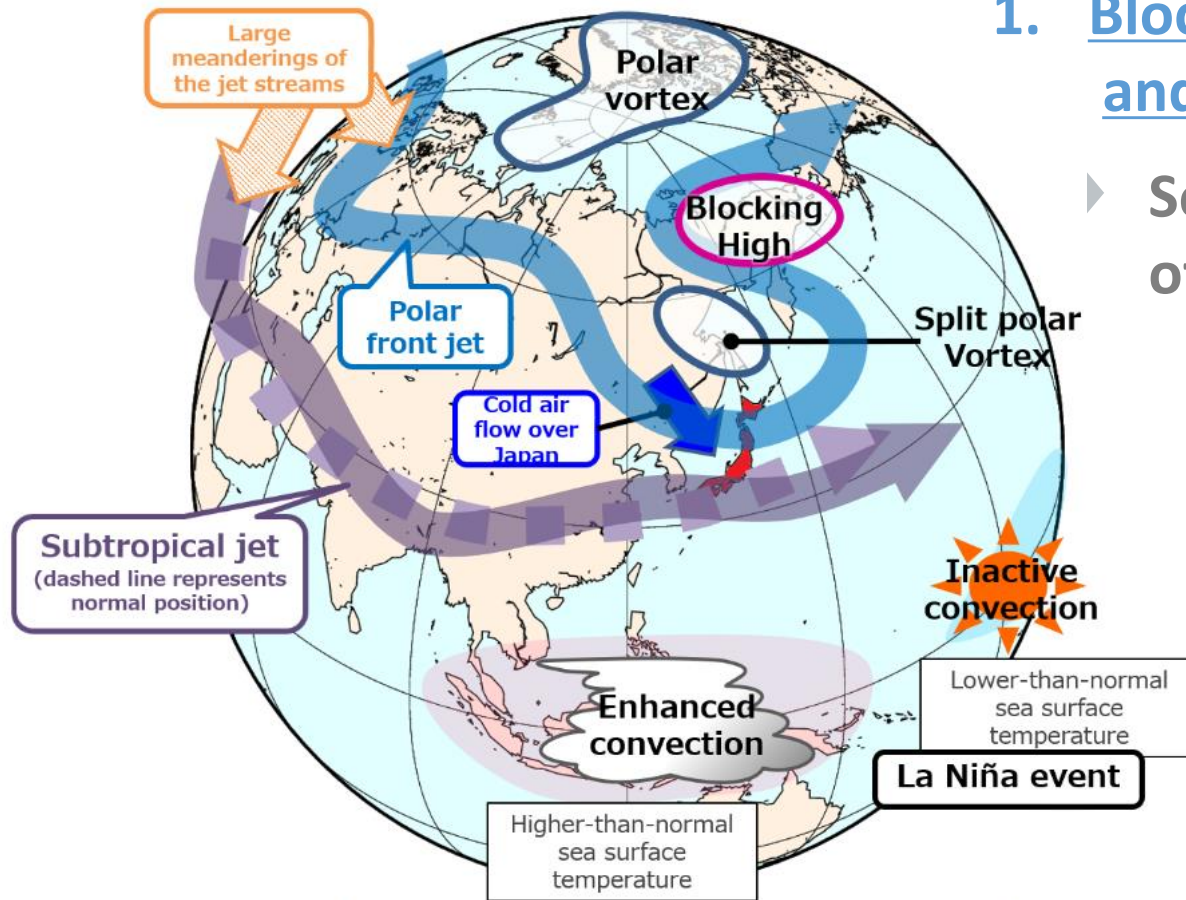 Large
meanderings of
the jet streams
Polar
vortex
1. Bloc
and
Blocking
High
Polar
front jet
Split polar
Vortex
Cold air
flow over
Japan
Subtropical jet
(dashed line represents
normal position)
Inactive
convection
Enhanced
convection
Lower-than-normal
sea surface
temperature
La Niña event
Higher-than-normal
sea surface
temperature